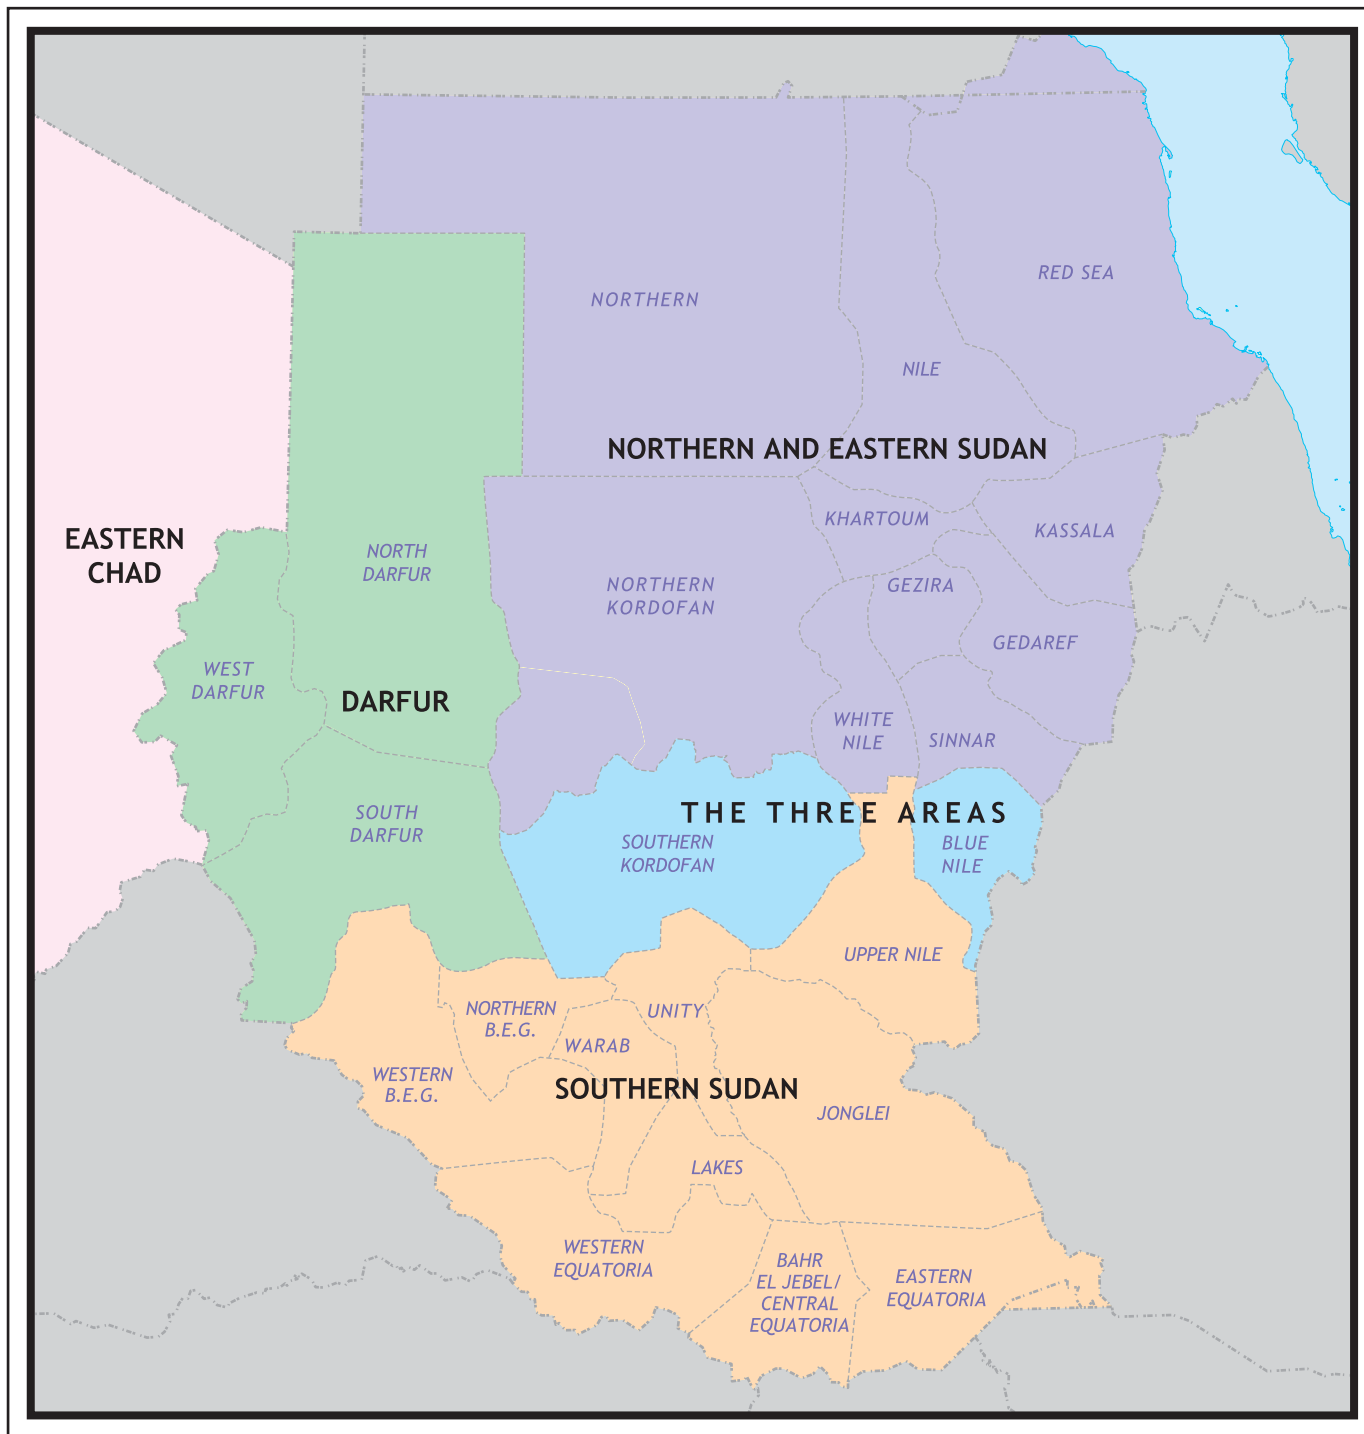 RED SEA
NORTHERN
NILE
NORTHERN AND EASTERN SUDAN
KHARTOUM
KASSALA
EASTERN
CHAD
NORTH
DARFUR
NORTHERN
KORDOFAN
GEZIRA
GEDAREF
WEST
DARFUR
DARFUR
WHITE
NILE
SINNAR
SOUTH
DARFUR
THE THREE AREAS
SOUTHERN
KORDOFAN
BLUE
NILE
UPPER NILE
NORTHERN
B.E.G.
UNITY
WARAB
WESTERN
B.E.G.
SOUTHERN SUDAN
JONGLEI
LAKES
WESTERN
EQUATORIA
BAHR
EL JEBEL/
CENTRAL
EQUATORIA
EASTERN
EQUATORIA